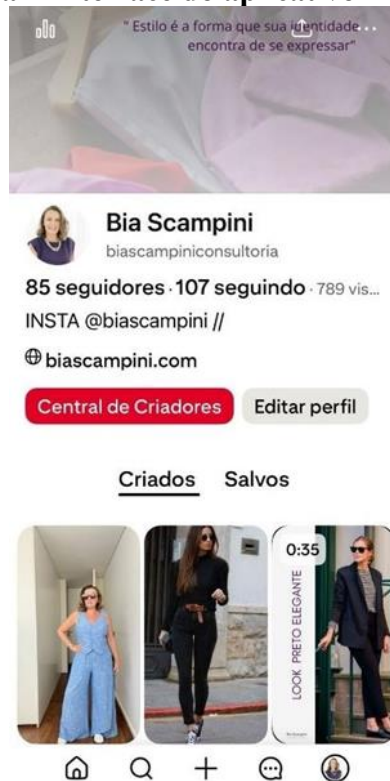 " Estilo é a forma que sua identidade
encontra de se expressar"
Bia Scampini
biascampiniconsultoria
85 seguidores · 107 seguindo · 789 vis...
INSTA @biascampini //
biascampini.com
Central de Criadores
Editar perfil
Criados
Salvos
0:35
LOOK PRETO ELEGANTE